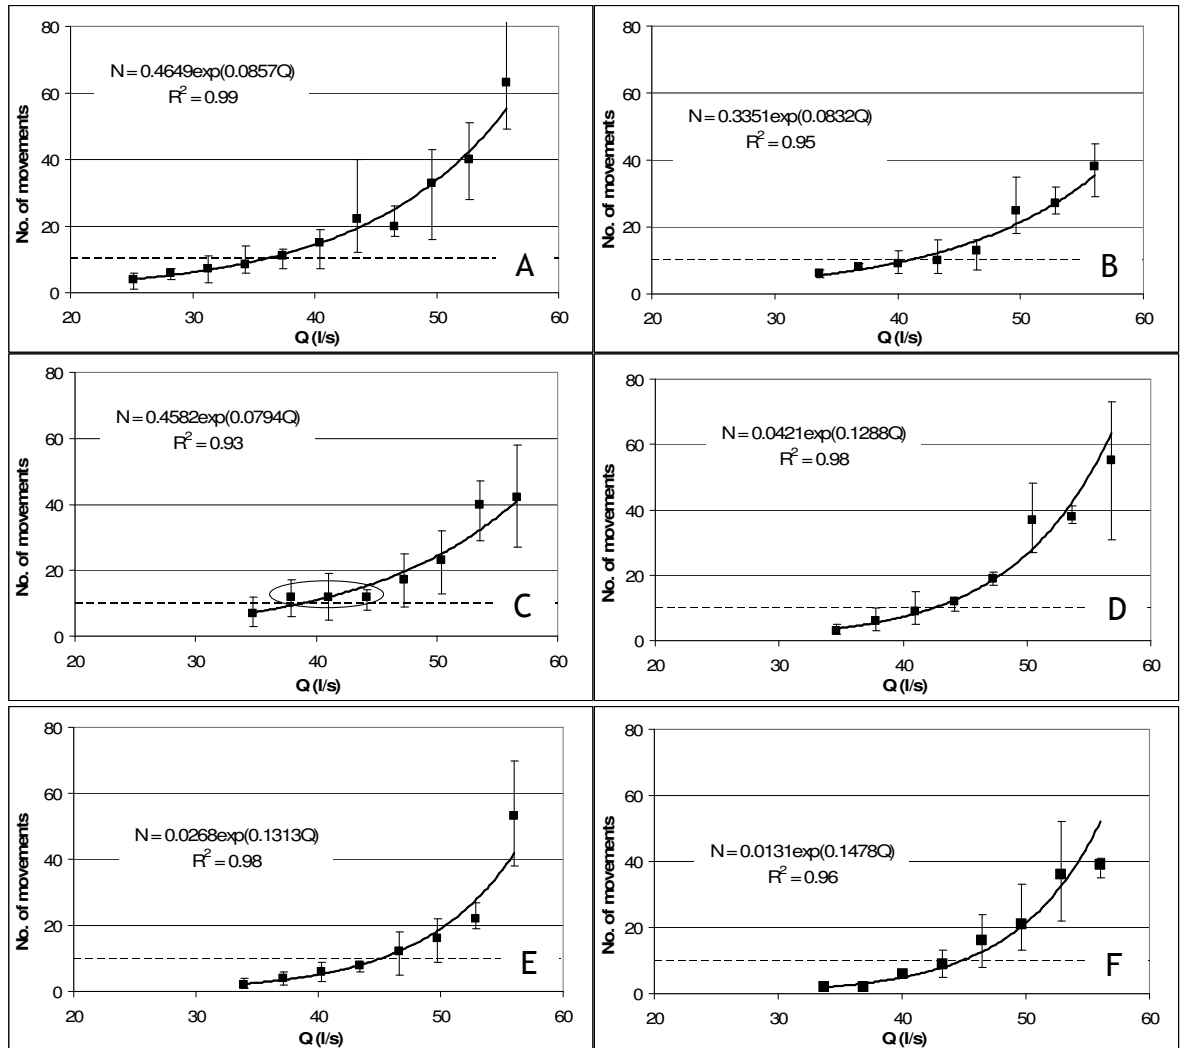 80
60
40
20
0
No. of movements
N = 0.4649exp(0.0857Q)
R² = 0.99
A
20 30 40 50 60
Q (l/s)
80
60
40
20
0
No. of movements
N = 0.3351exp(0.0832Q)
R² = 0.95
B
20 30 40 50 60
Q (l/s)
80
60
40
20
0
No. of movements
N = 0.4582exp(0.0794Q)
R² = 0.93
C
20 30 40 50 60
Q (l/s)
80
60
40
20
0
No. of movements
N = 0.0421exp(0.1288Q)
R² = 0.98
D
20 30 40 50 60
Q (l/s)
80
60
40
20
0
No. of movements
N = 0.0268exp(0.1313Q)
R² = 0.98
E
20 30 40 50 60
Q (l/s)
80
60
40
20
0
No. of movements
N = 0.0131exp(0.1478Q)
R² = 0.96
F
20 30 40 50 60
Q (l/s)